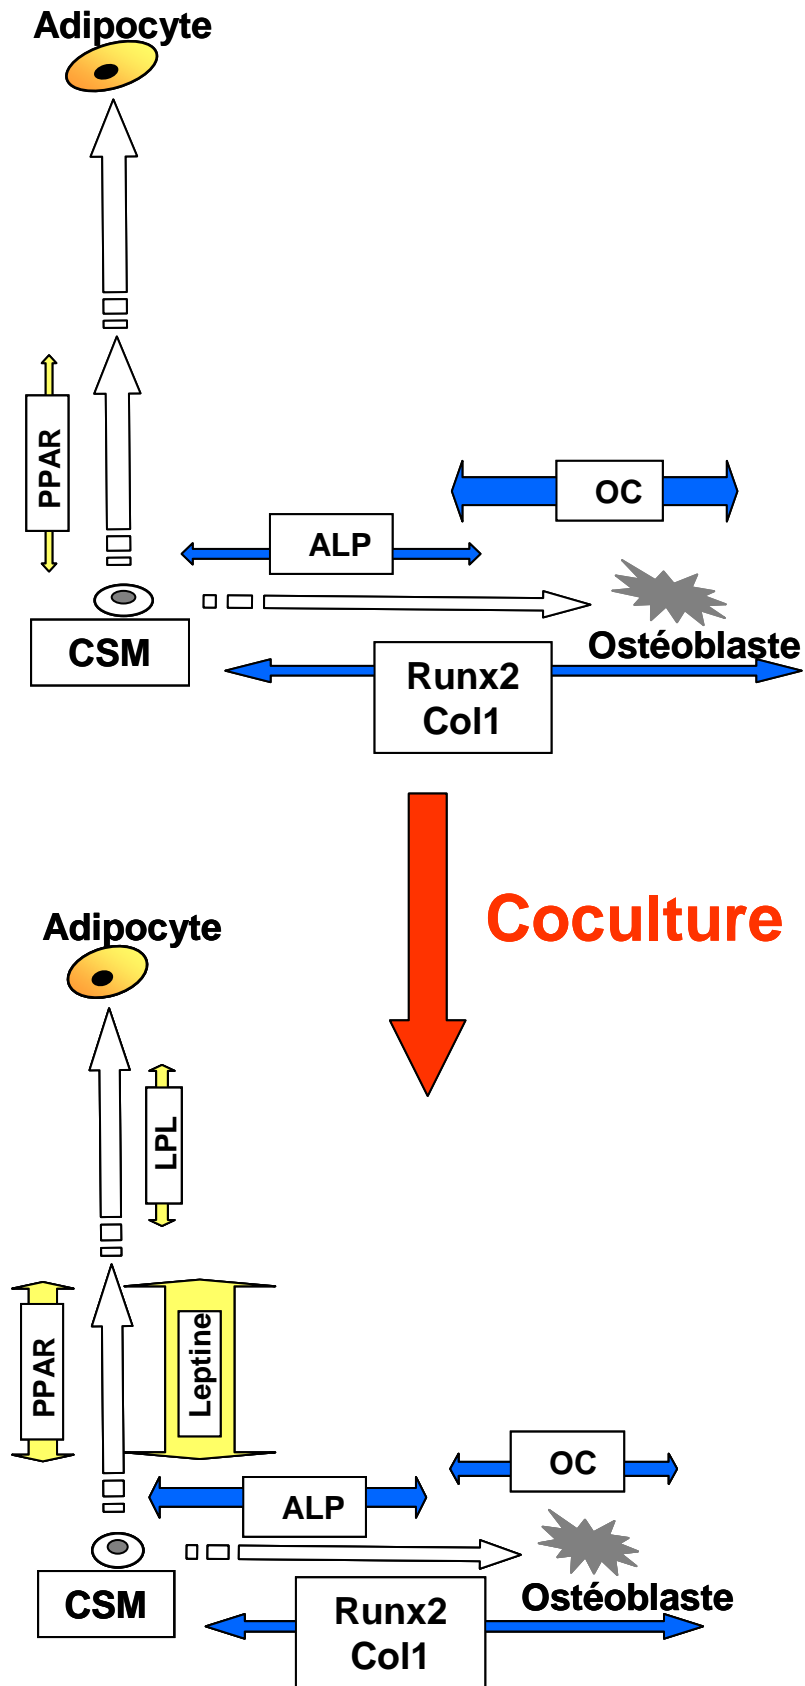 Adipocyte
PPAR
OC
ALP
CSM
Ostéoblaste
Runx2
Col1
Coculture
Adipocyte
LPL
PPAR
Leptine
OC
ALP
CSM
Ostéoblaste
Runx2
Col1